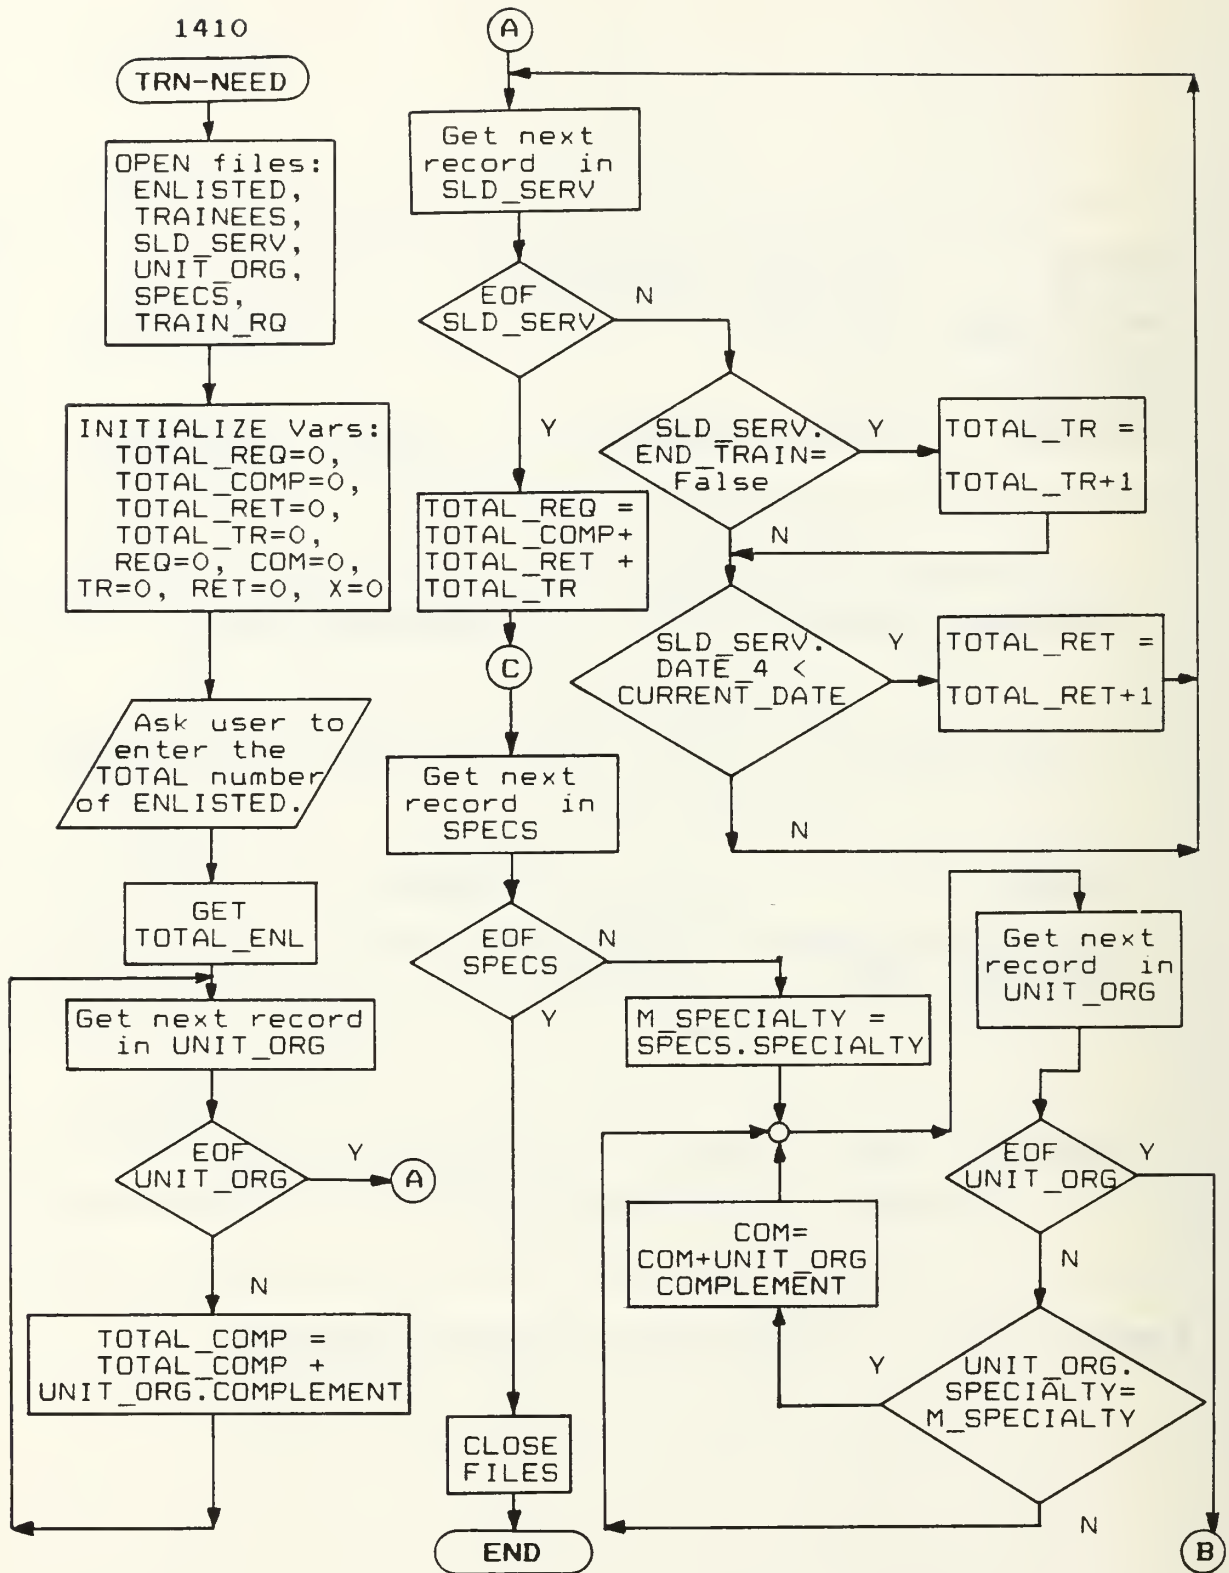 1410
TRN-NEED
OPEN files:
ENLISTED,
TRAINEES,
SLD_SERV,
UNIT_ORG,
SPECS,
TRAIN_RQ
INITIALIZE Vars:
TOTAL_REQ=0,
TOTAL_COMP=0,
TOTAL_RET=0,
TOTAL_TR=0,
REQ=0, COM=0,
TR=0, RET=0, X=0
Ask user to
enter the
TOTAL number
of ENLISTED.
GET
TOTAL_ENL
Get next record
in UNIT_ORG
EOF
UNIT_ORG
Y
A
N
TOTAL_COMP =
TOTAL_COMP +
UNIT_ORG.COMPLEMENT
A
Get next
record in
SLD_SERV
EOF
SLD_SERV
N
Y
SLD_SERV.
END_TRAIN=
False
Y
TOTAL_TR =
TOTAL_TR+1
N
TOTAL_REQ =
TOTAL_COMP+
TOTAL_RET +
TOTAL_TR
SLD_SERV.
DATE_4 <
CURRENT_DATE
Y
TOTAL_RET =
TOTAL_RET+1
N
C
Get next
record in
SPECS
EOF
SPECS
N
Y
M_SPECIALTY =
SPECS.SPECIALTY
Get next
record in
UNIT_ORG
EOF
UNIT_ORG
Y
N
COM=
COM+UNIT_ORG
COMPLEMENT
Y
UNIT_ORG.
SPECIALTY=
M_SPECIALTY
N
B
CLOSE
FILES
END